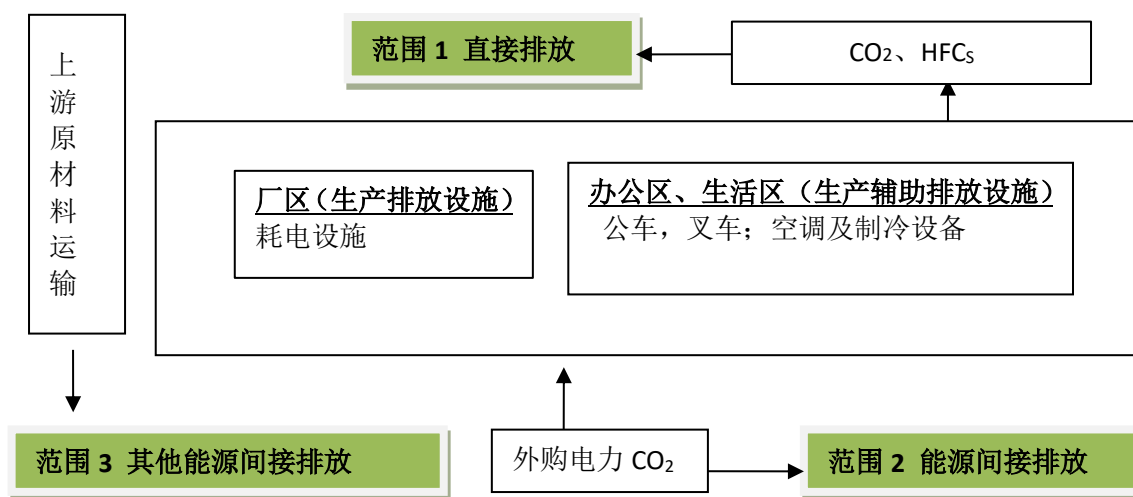 范围 1 直接排放
CO₂、HFCS
上游原材料运输
厂区（生产排放设施）
耗电设施
办公区、生活区（生产辅助排放设施）
公车，叉车；空调及制冷设备
范围 3 其他能源间接排放
外购电力 CO₂
范围 2 能源间接排放